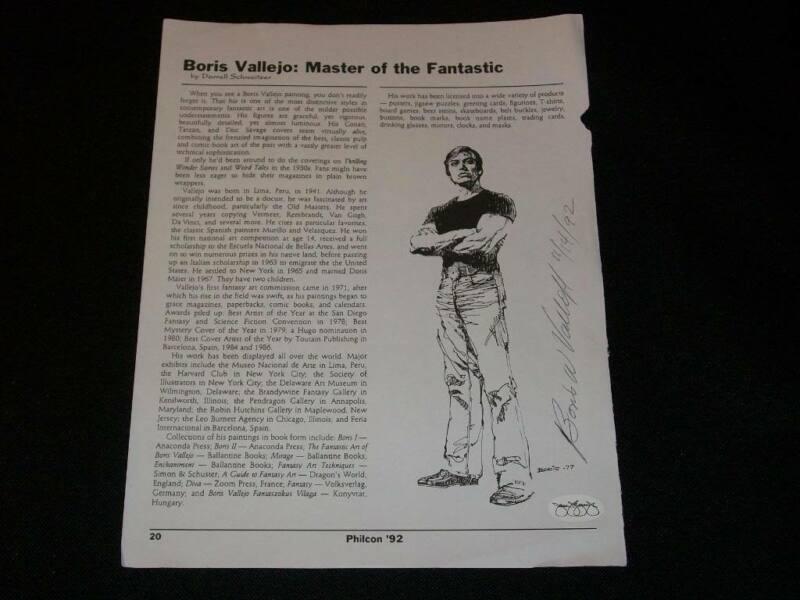 Boris Vallejo: Master of the Fantastic
by Darrell Schweitzer
When you see a Boris Vallejo painting, you don't readily
forget it. That his is one of the most distinctive styles in
contemporary fantastic art is one of the milder possible
understatements. His figures are graceful, yet vigorous,
beautifully detailed, yet almost luminous. His Conan,
Tarzan, and Doc Savage covers seem virtually alive,
combining the frenzied imagination of the best, classic pulp
and comic-book art of the past with a vastly greater level of
technical sophistication.
If only he'd been around to do the coverings on Thrilling
Wonder Stories and Weird Tales in the 1930s. Fans might have
been less eager to hide their magazines in plain brown
wrappers.
Vallejo was born in Lima, Peru, in 1941. Although he
originally intended to be a doctor, he was fascinated by art
since childhood, particularly the Old Masters. He spent
several years copying Vermeer, Rembrandt, Van Gogh,
Da Vinci, and several more. He cites as particular favorites,
the classic Spanish painters Murillo and Velasquez. He won
his first national art competition at age 14, received a full
scholarship to the Escuela Nacional de Bellas Artes, and went
on to win numerous prizes in his native land, before passing
up an Italian scholarship in 1963 to emigrate the the United
States. He settled to New York in 1965 and married Doris
Maier in 1967. They have two children.
Vallejo's first fantasy art commission came in 1971, after
which his rise in the field was swift, as his paintings began to
grace magazines, paperbacks, comic books, and calendars.
Awards piled up: Best Artist of the Year at the San Diego
Fantasy and Science Fiction Convention in 1978; Best
Mystery Cover of the Year in 1979; a Hugo nomination in
1980; Best Cover Artist of the Year by Toutain Publishing in
Barcelona, Spain, 1984 and 1986.
His work has been displayed all over the world. Major
exhibits include the Museo Nacional de Arte in Lima, Peru,
the Harvard Club in New York City; the Society of
Illustrators in New York City; the Delaware Art Museum in
Wilmington, Delaware; the Brandywine Fantasy Gallery in
Kenilworth, Illinois; the Pendragon Gallery in Annapolis,
Maryland; the Robin Hutchins Gallery in Maplewood, New
Jersey; the Leo Burnett Agency in Chicago, Illinois; and Feria
Internacional in Barcelona, Spain.
Collections of his paintings in book form include: Boris I —
Anaconda Press; Boris II — Anaconda Press; The Fantastic Art of
Boris Vallejo — Ballantine Books; Mirage — Ballantine Books,
Enchantment — Ballantine Books; Fantasy Art Techniques —
Simon & Schuster, A Guide to Fantasy Art — Dragon's World,
England; Diva — Zoom Press, France; Fantasy — Volksverlag,
Germany; and Boris Vallejo Fantaszokus Vilaga — Konyvrar,
Hungary.
His work has been licensed into a wide variety of products
— posters, jigsaw puzzles, greeting cards, figurines, T-shirts,
board games, beer steins, skateboards, belt buckles, jewelry,
buttons, book marks, book name plates, trading cards,
drinking glasses, mirrors, clocks, and masks.
Boris Vallejo
BORIS -77
20
Philcon '92